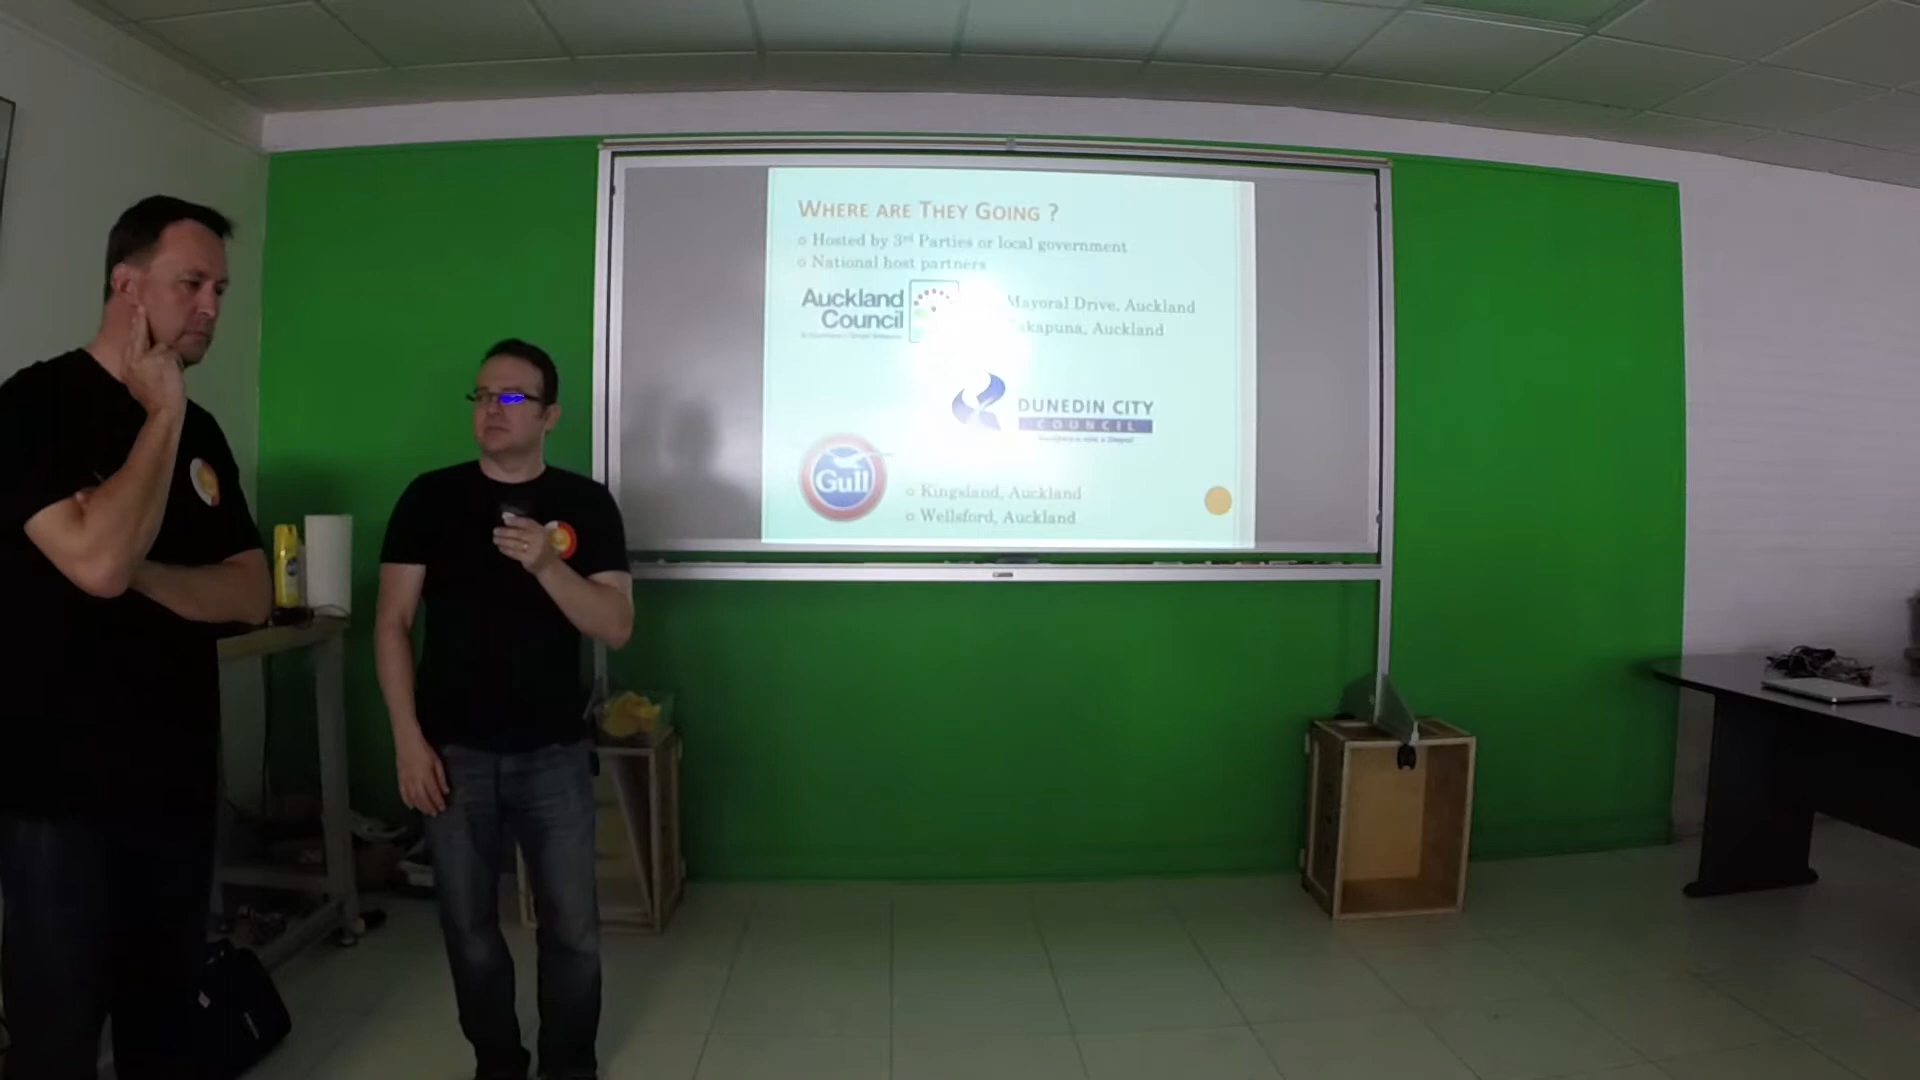 WHERE ARE THEY GOING ?
Hosted by 3rd Parties or local government
National host partners
Auckland
Council
Mayoral Drive, Auckland
Takapuna, Auckland
DUNEDIN CITY
COUNCIL
Gull
Kingsland, Auckland
Wellsford, Auckland